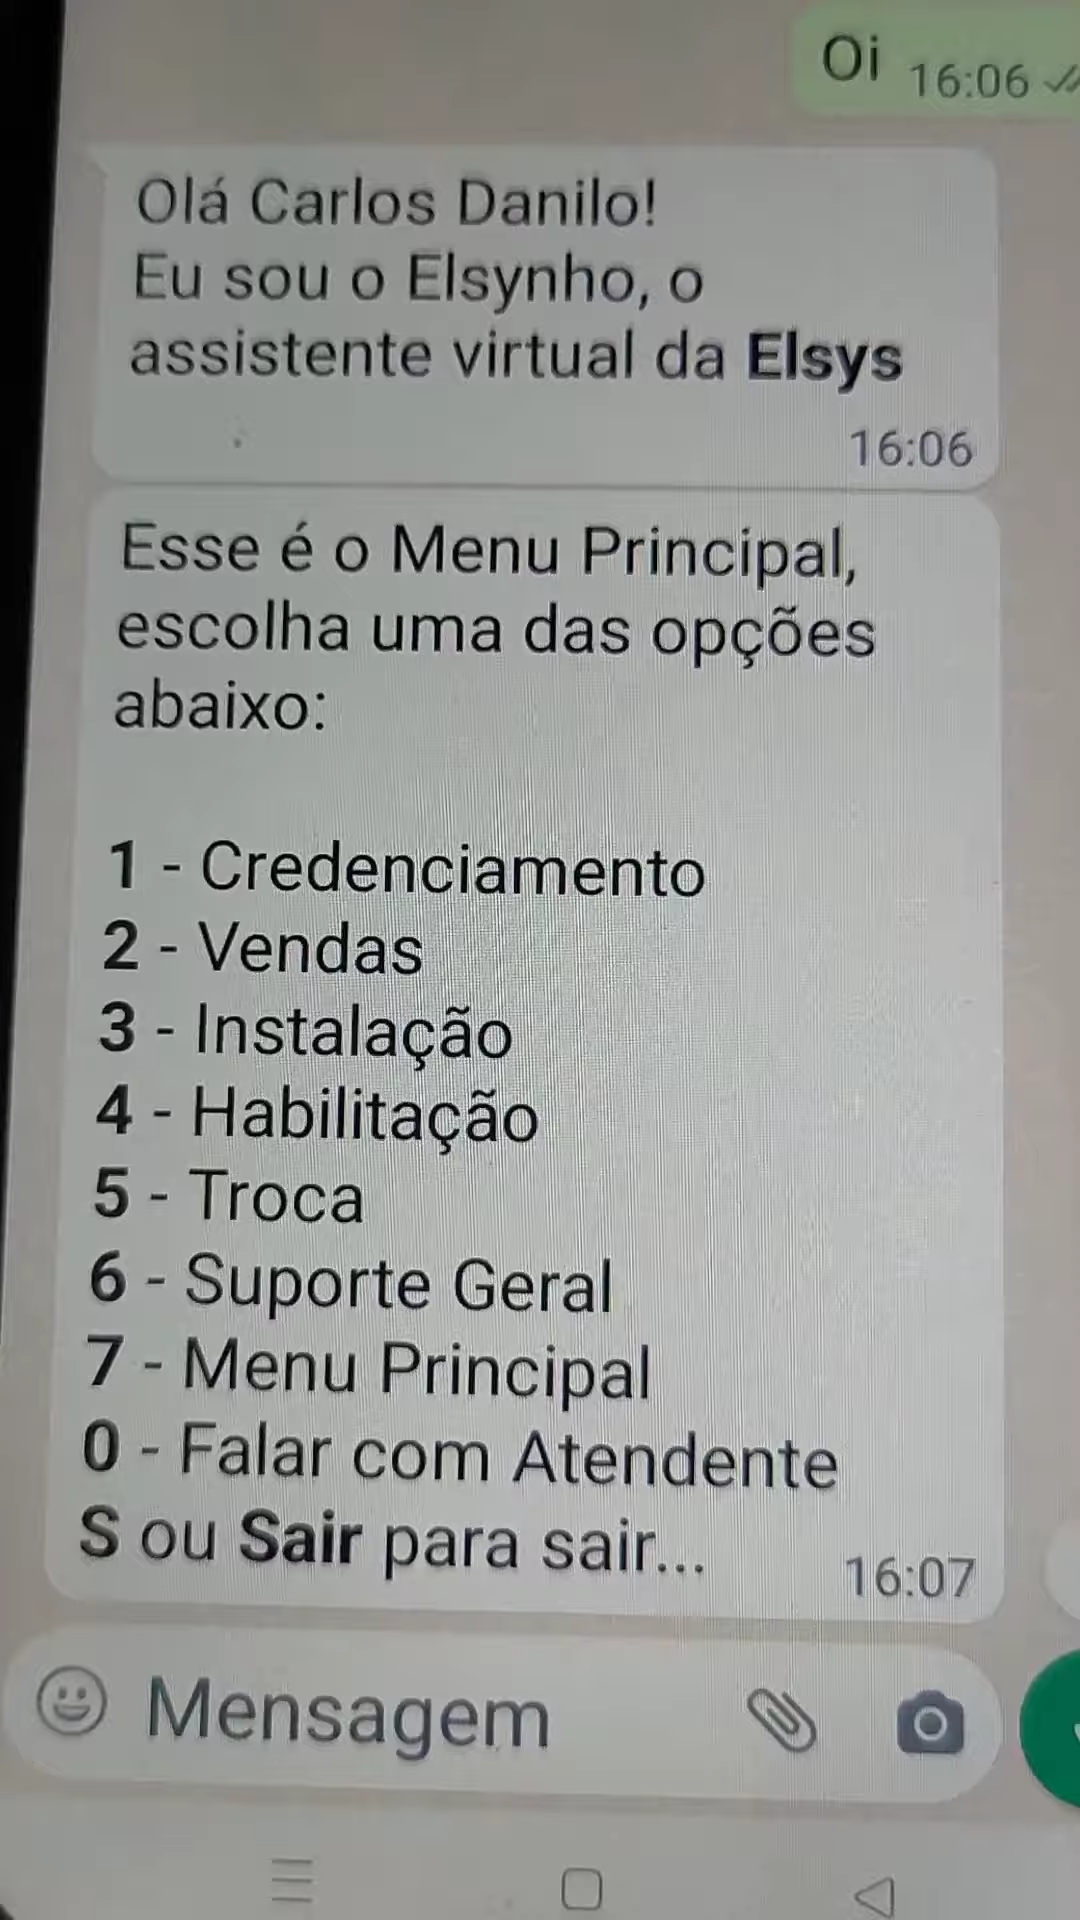 Oi 16:06
Olá Carlos Danilo!
Eu sou o Elsynho, o
assistente virtual da Elsys
16:06
Esse é o Menu Principal,
escolha uma das opções
abaixo:
1 - Credenciamento
2 - Vendas
3 - Instalação
4 - Habilitação
5 - Troca
6 - Suporte Geral
7 - Menu Principal
0 - Falar com Atendente
S ou Sair para sair...
16:07
Mensagem